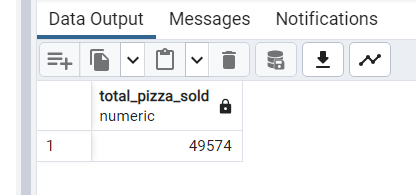 Data Output Messages Notifications
total_pizza_sold
numeric
1 49574